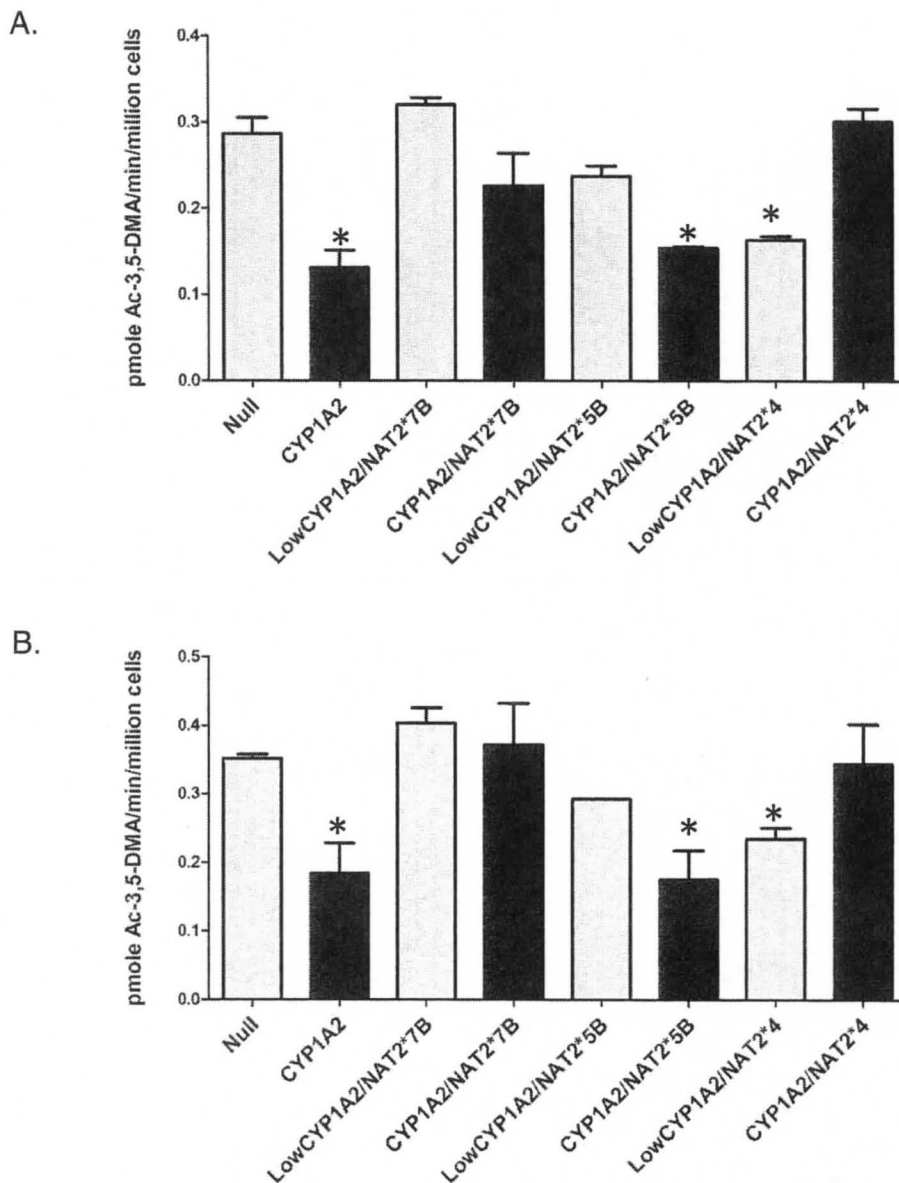 A.
pmole Ac-3,5-DMA/min/million cells
0.4
0.3
0.2
0.1
0.0
*
*
*
Null
CYP1A2
LowCYP1A2/NAT2*7B
CYP1A2/NAT2*7B
LowCYP1A2/NAT2*5B
CYP1A2/NAT2*5B
LowCYP1A2/NAT2*4
CYP1A2/NAT2*4
B.
pmole Ac-3,5-DMA/min/million cells
0.5
0.4
0.3
0.2
0.1
0.0
*
*
*
Null
CYP1A2
LowCYP1A2/NAT2*7B
CYP1A2/NAT2*7B
LowCYP1A2/NAT2*5B
CYP1A2/NAT2*5B
LowCYP1A2/NAT2*4
CYP1A2/NAT2*4